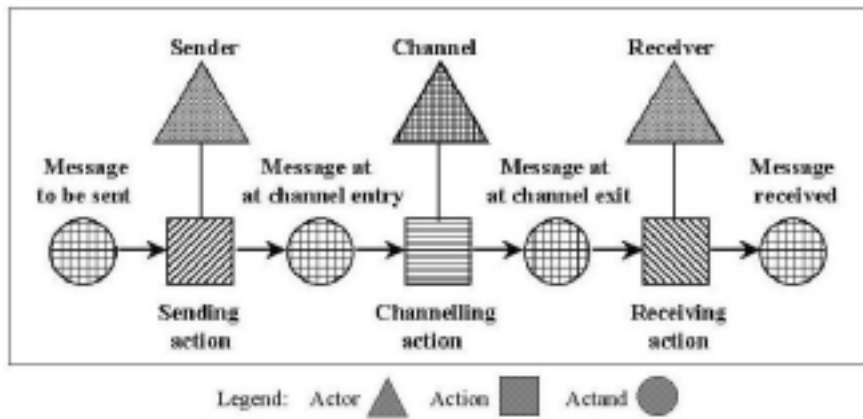 Sender
Channel
Receiver
Message
to be sent
Message at
at channel entry
Message at
at channel exit
Message
received
Sending
action
Channelling
action
Receiving
action
Legend: Actor Action Actand